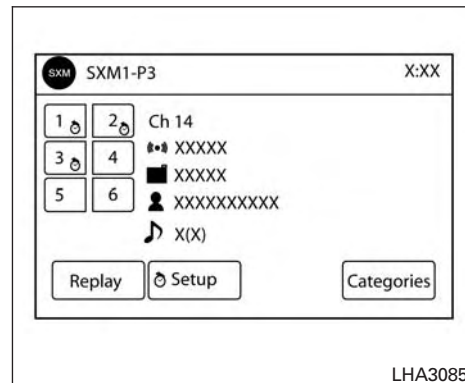 SXM SXM1-P3 X:XX
1 2 Ch 14
XXXXX
3 4
XXXXX
5 6
XXXXXXXXXX
X(X)
Replay Setup Categories
LHA3085